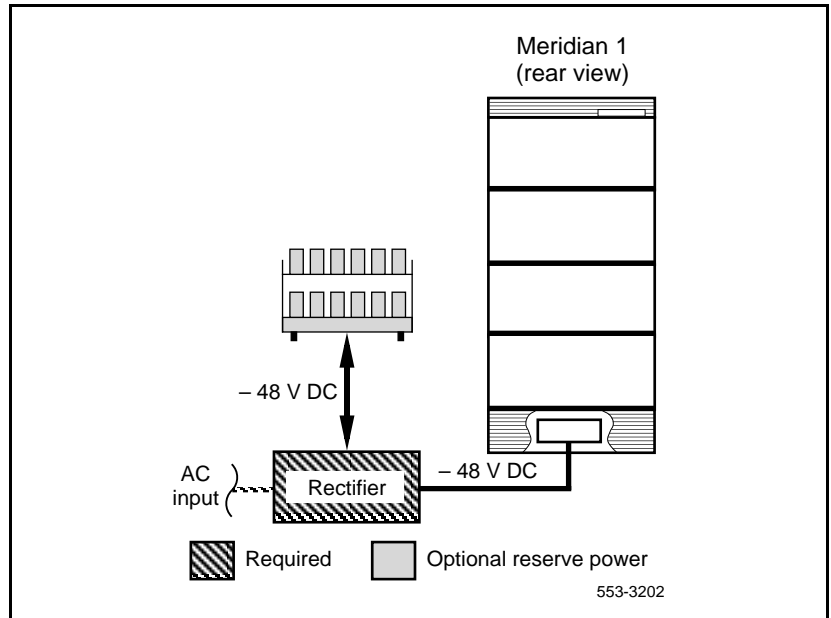 Meridian 1
(rear view)
– 48 V DC
AC
input
Rectifier
– 48 V DC
Required
Optional reserve power
553-3202